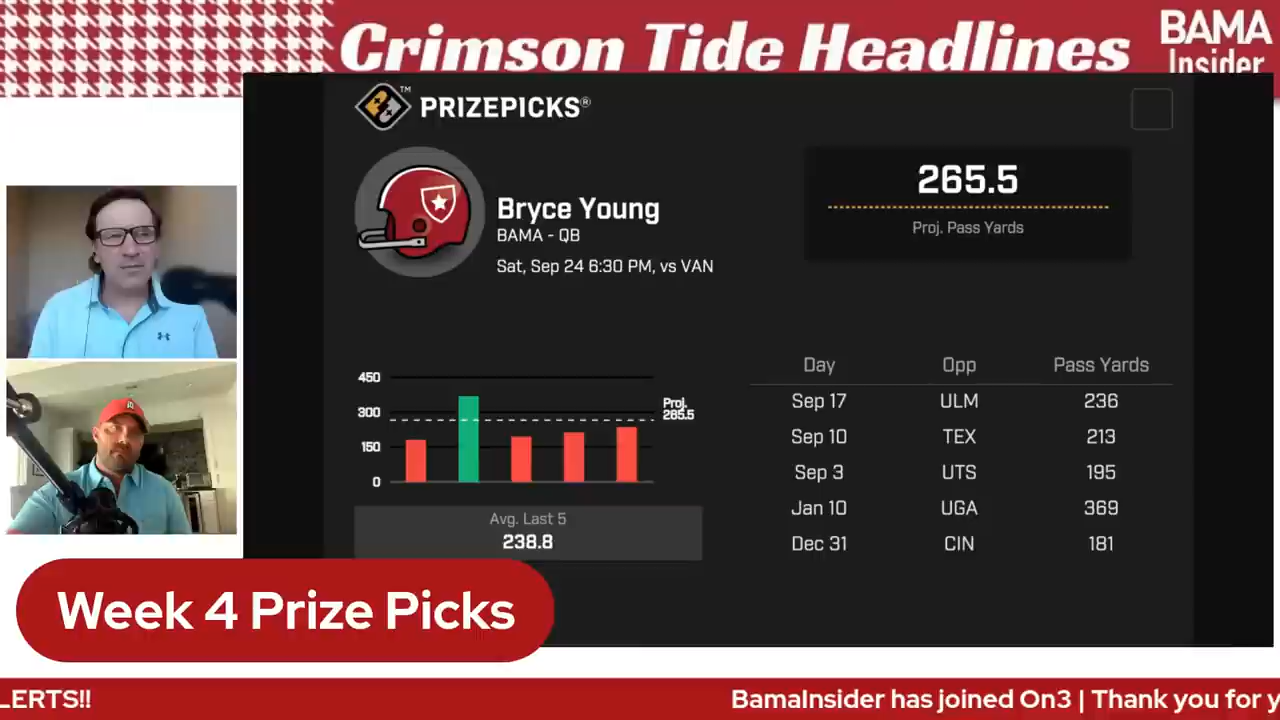 Crimson Tide Headlines
BAMA
Insider
PRIZEPICKS®
™
Bryce Young
BAMA - QB
Sat, Sep 24 6:30 PM, vs VAN
265.5
Proj. Pass Yards
450
300
150
0
Proj.
265.5
Avg. Last 5
238.8
Day Opp Pass Yards
Sep 17 ULM 236
Sep 10 TEX 213
Sep 3 UTS 195
Jan 10 UGA 369
Dec 31 CIN 181
Week 4 Prize Picks
LERTS!! BamaInsider has joined On3 | Thank you for y